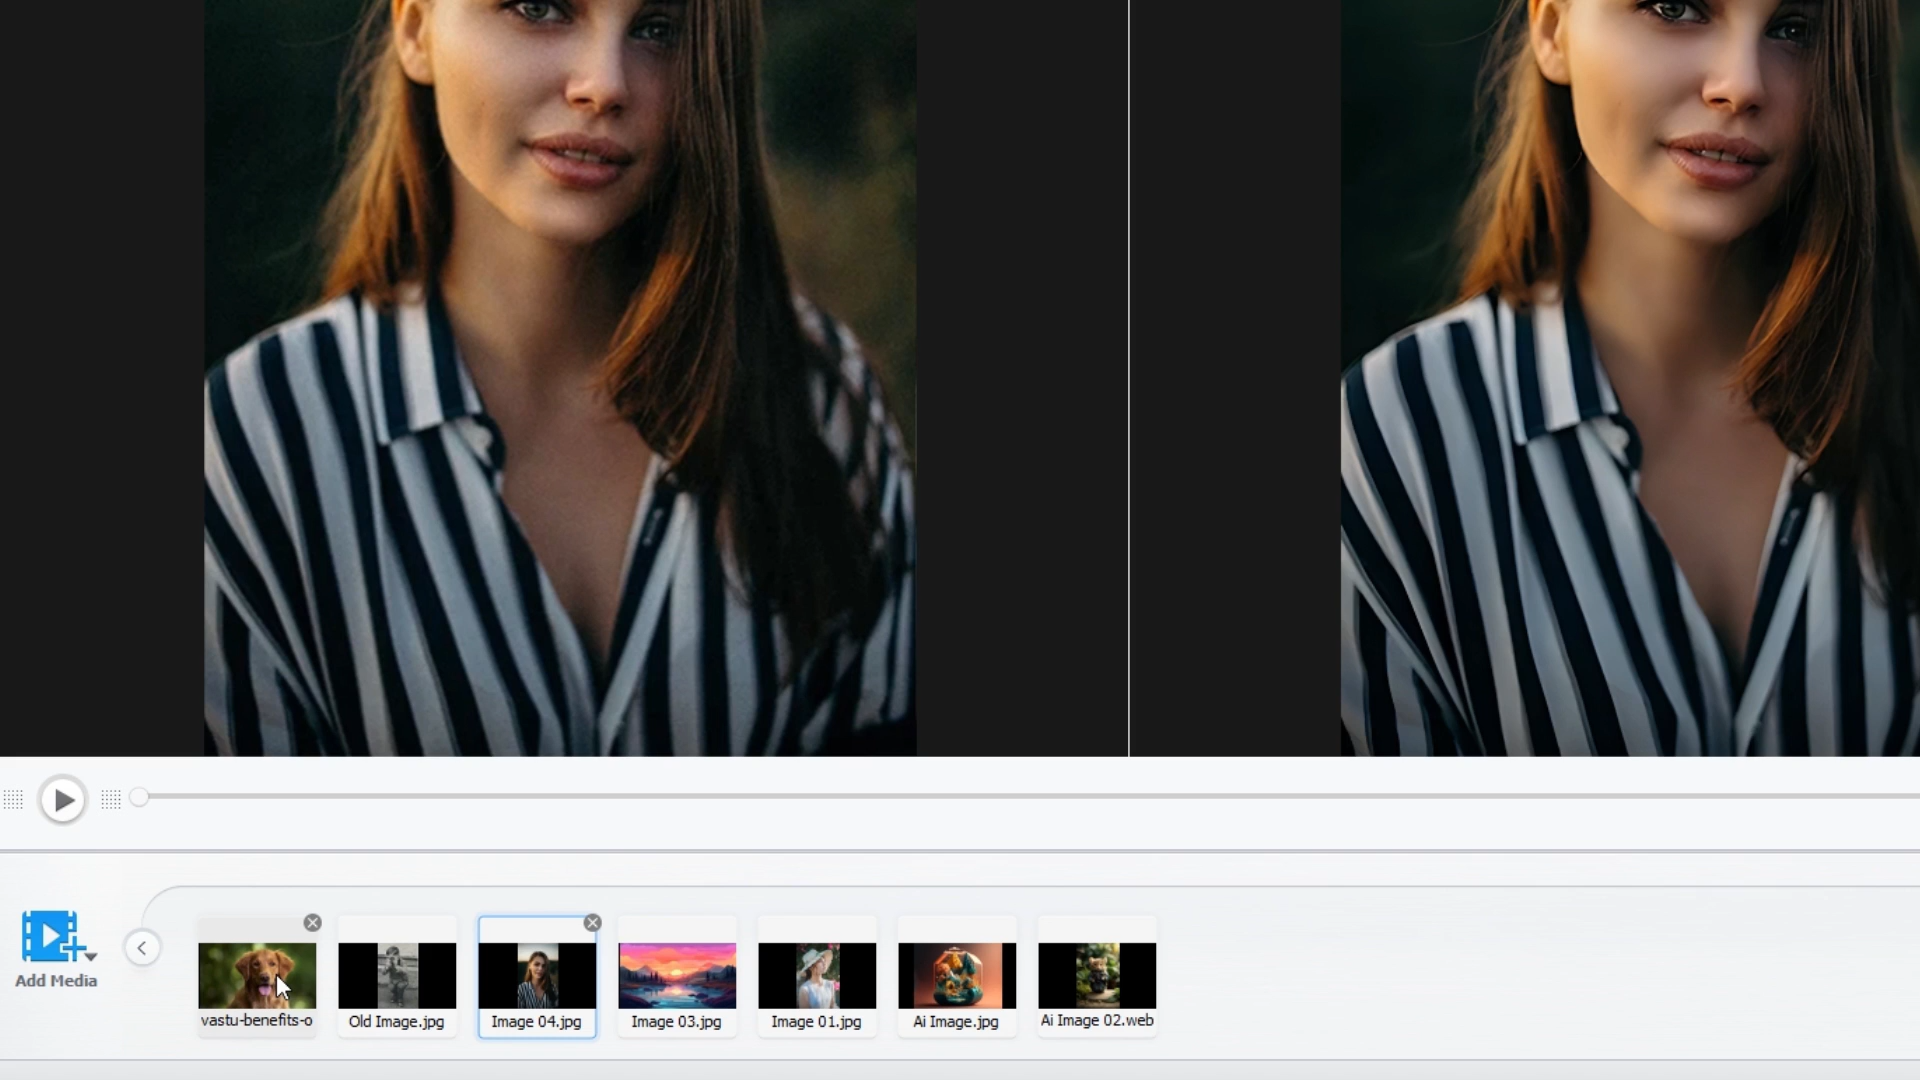 Add Media
vastu-benefits-o
Old Image.jpg
Image 04.jpg
Image 03.jpg
Image 01.jpg
Ai Image.jpg
Ai Image 02.web